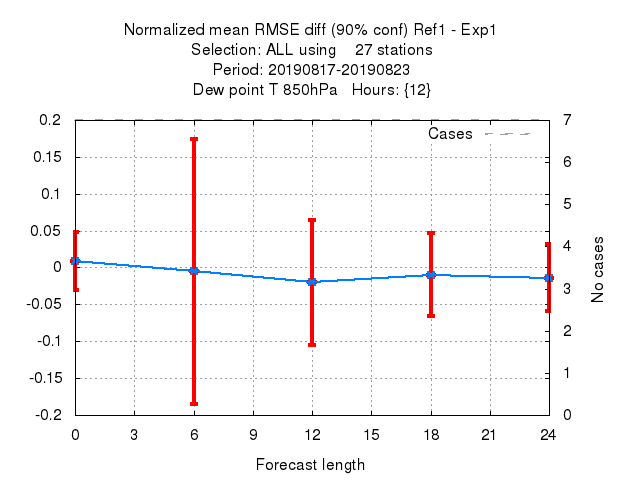 Normalized mean RMSE diff (90% conf) Ref1 - Exp1
Selection: ALL using    27 stations
Period: 20190817-20190823
Dew point T 850hPa   Hours: {12}
Cases
0.2
0.15
0.1
0.05
0
-0.05
-0.1
-0.15
-0.2
7
6
5
4
3
2
1
0
No cases
0 3 6 9 12 15 18 21 24
Forecast length